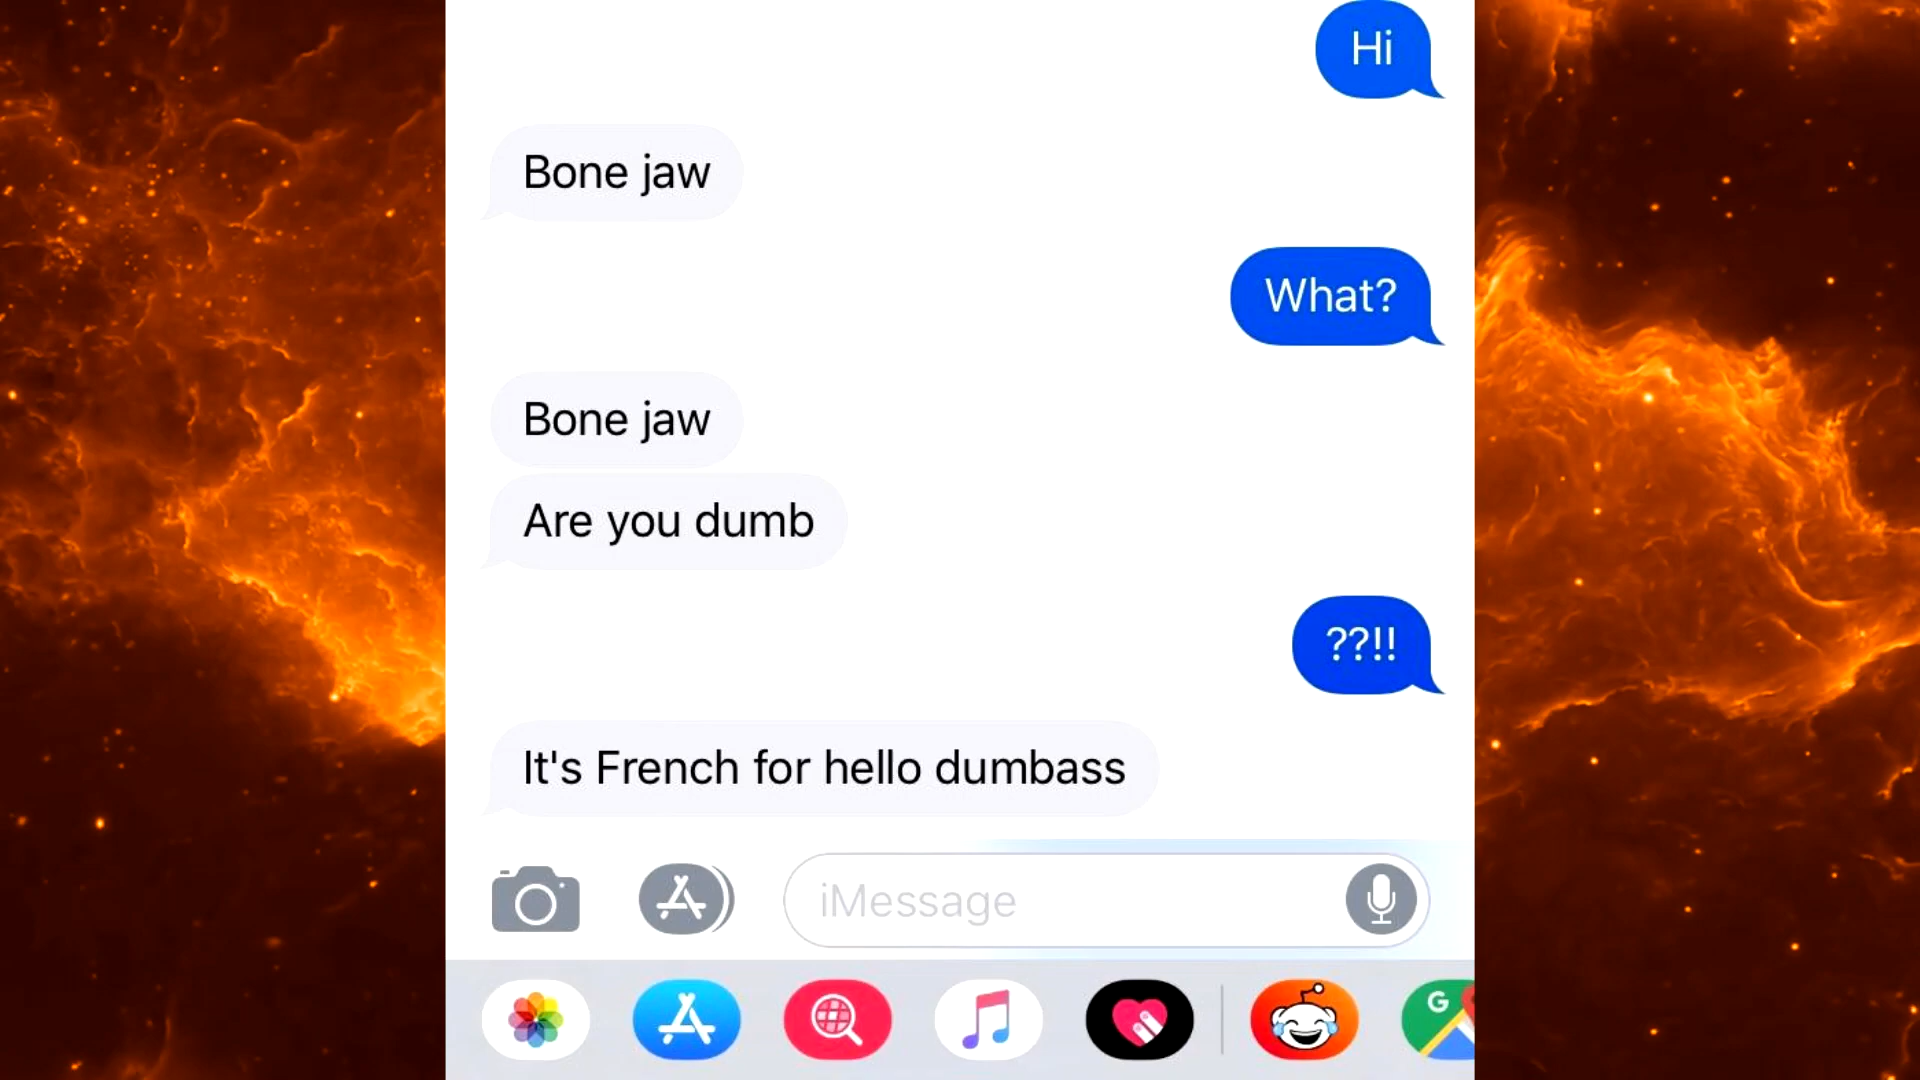 Hi
Bone jaw
What?
Bone jaw
Are you dumb
??!!
It's French for hello dumbass
iMessage
G